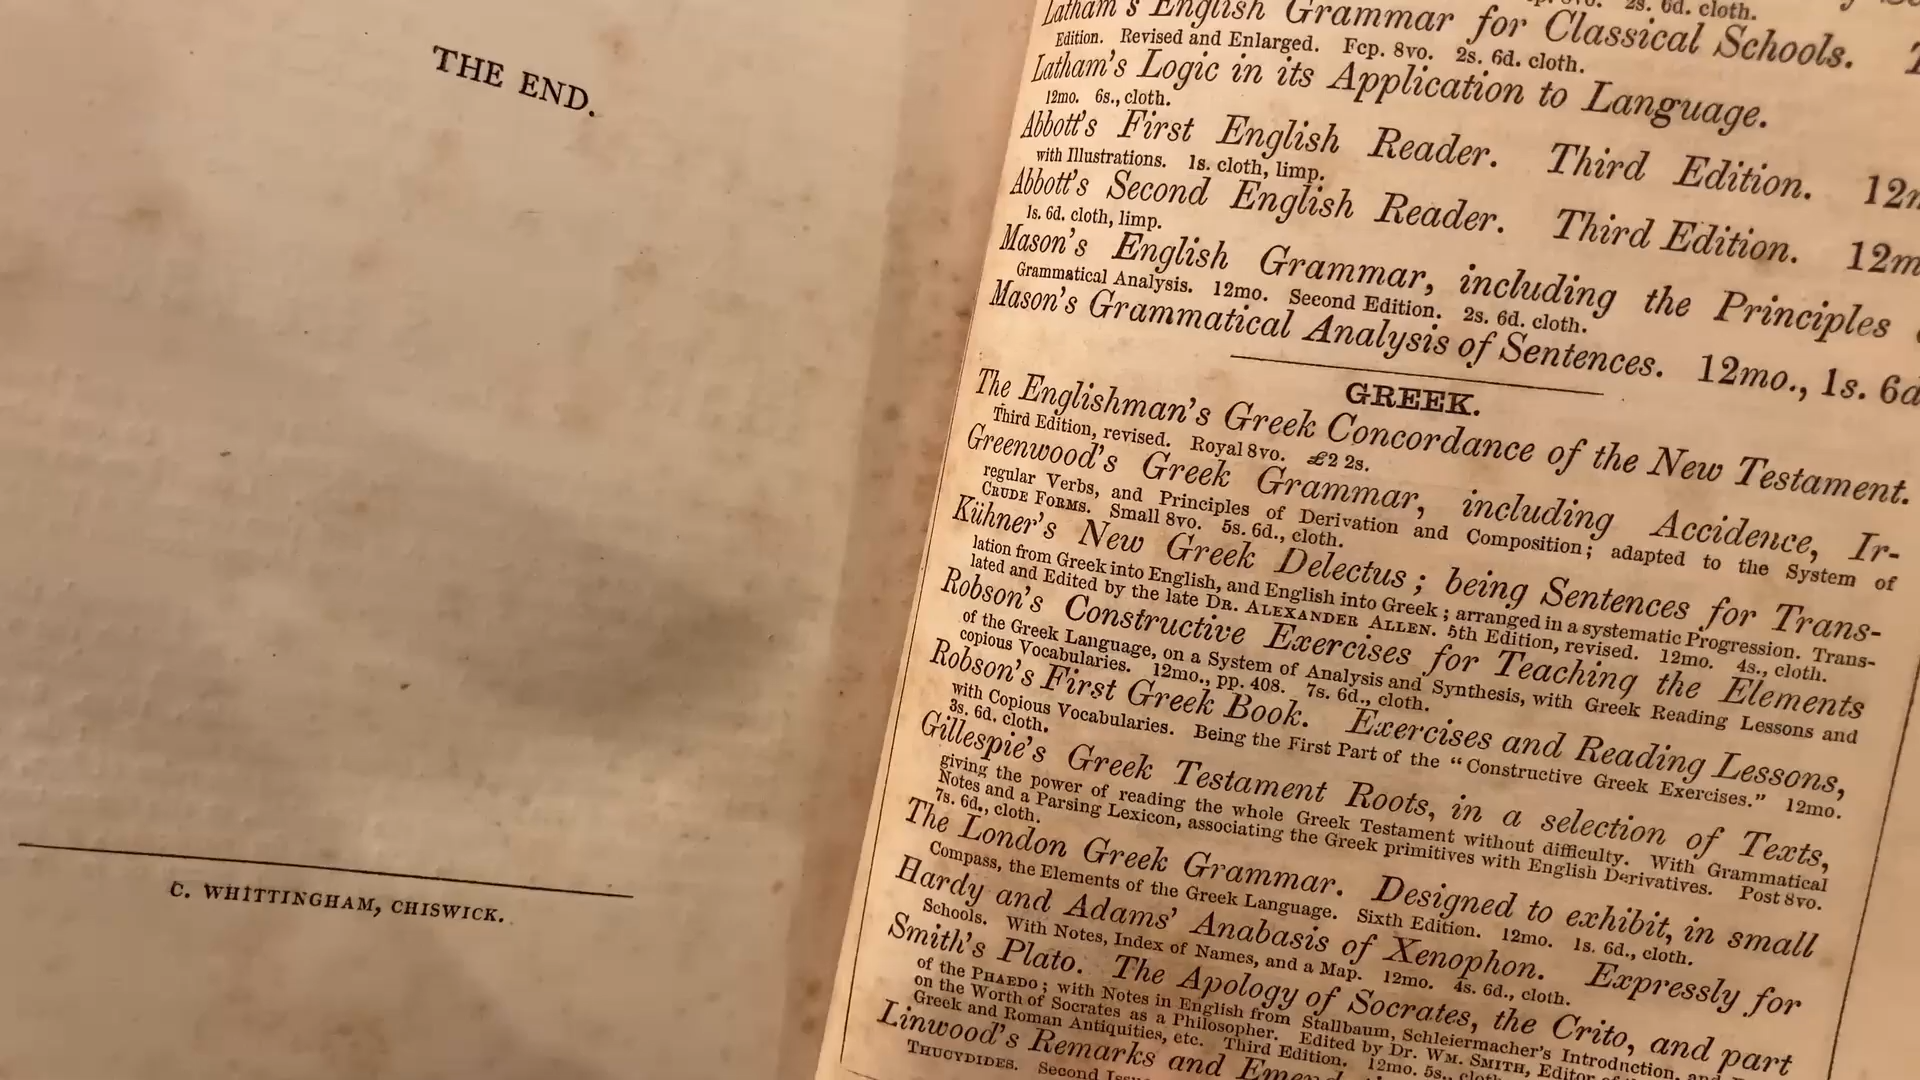 THE END.
C. WHITTINGHAM, CHISWICK.
2s. 6d. cloth.
Latham's English Grammar for Classical Schools.
Edition. Revised and Enlarged. Fcp. 8vo. 2s. 6d. cloth.
Latham's Logic in its Application to Language.
12mo. 6s., cloth.
Abbott's First English Reader. Third Edition.
with Illustrations. 1s. cloth, limp.
Abbott's Second English Reader. Third Edition.
1s. 6d. cloth, limp.
Mason's English Grammar, including the Principles
Grammatical Analysis. 12mo. Second Edition. 2s. 6d. cloth.
Mason's Grammatical Analysis of Sentences. 12mo., 1s. 6d
GREEK.
The Englishman's Greek Concordance of the New Testament.
Third Edition, revised. Royal 8vo. £2 2s.
Greenwood's Greek Grammar, including Accidence, Ir-
regular Verbs, and Principles of Derivation and Composition; adapted to the System of
CRUDE FORMS. Small 8vo. 5s. 6d., cloth.
Kühner's New Greek Delectus; being Sentences for Trans-
lation from Greek into English, and English into Greek; arranged in a systematic Progression. Trans-
lated and Edited by the late DR. ALEXANDER ALLEN. 5th Edition, revised. 12mo. 4s., cloth.
Robson's Constructive Exercises for Teaching the Elements
of the Greek Language, on a System of Analysis and Synthesis, with Greek Reading Lessons and
copious Vocabularies. 12mo., pp. 408. 7s. 6d., cloth.
Robson's First Greek Book. Exercises and Reading Lessons,
with Copious Vocabularies. Being the First Part of the "Constructive Greek Exercises." 12mo.
3s. 6d. cloth.
Gillespie's Greek Testament Roots, in a selection of Texts,
giving the power of reading the whole Greek Testament without difficulty. With Grammatical
Notes and a Parsing Lexicon, associating the Greek primitives with English Derivatives. Post 8vo.
7s. 6d., cloth.
The London Greek Grammar. Designed to exhibit, in small
Compass, the Elements of the Greek Language. Sixth Edition. 12mo. 1s. 6d., cloth.
Hardy and Adams' Anabasis of Xenophon. Expressly for
Schools. With Notes, Index of Names, and a Map. 12mo. 4s. 6d., cloth.
Smith's Plato. The Apology of Socrates, the Crito, and part
of the PHAEDO; with Notes in English from Stallbaum, Schleiermacher's Introduction, and
on the Worth of Socrates as a Philosopher. Edited by Dr. WM. SMITH, Editor of
Greek and Roman Antiquities, etc. Third Edition. 12mo. 5s., cloth
Linwood's Remarks and
THUCYDIDES. Second